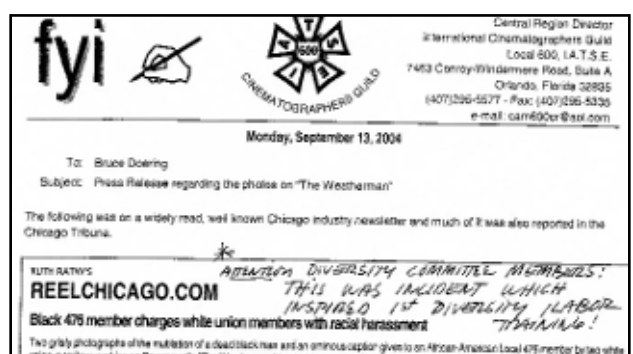 fyi
IATSE
600
CINEMATOGRAPHERS GUILD
Central Region Director
International Cinematographers Guild
Local 600, I.A.T.S.E.
7463 Conroy-Windermere Road, Suite A
Orlando, Florida 32835
(407)295-5577 - Fax: (407)295-5335
e-mail: cam600cr@aol.com
Monday, September 13, 2004
To: Bruce Doering
Subject: Press Release regarding the photos on "The Weatherman"
The following was on a widely read, well known Chicago industry newsletter and much of it was also reported in the
Chicago Tribune.
* ATTENTION DIVERSITY COMMITTEE MEMBERS:
THIS WAS INCIDENT WHICH
INSPIRED 1ST DIVERSITY /LABOR
TRAINING!
RUTH RATNY'S
REELCHICAGO.COM
Black 476 member charges white union members with racial harassment
Two grisly photographs of the mutilation of a dead black man and an ominous caption given to an African-American Local 476 member by two white